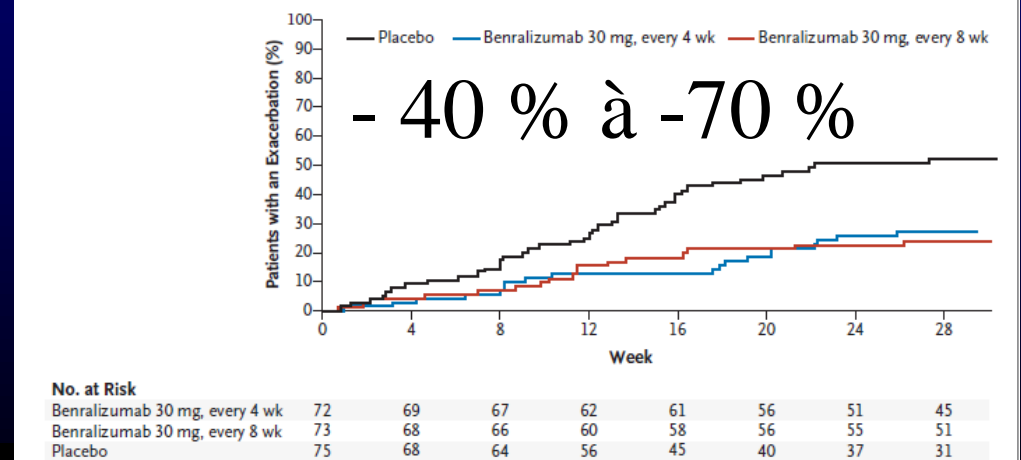 100
Placebo Benralizumab 30 mg, every 4 wk Benralizumab 30 mg, every 8 wk
90
80
- 40 % à -70 %
70
60
50
40
30
20
10
0
Patients with an Exacerbation (%)
0 4 8 12 16 20 24 28
Week
No. at Risk
Benralizumab 30 mg, every 4 wk 72 69 67 62 61 56 51 45
Benralizumab 30 mg, every 8 wk 73 68 66 60 58 56 55 51
Placebo 75 68 64 56 45 40 37 31